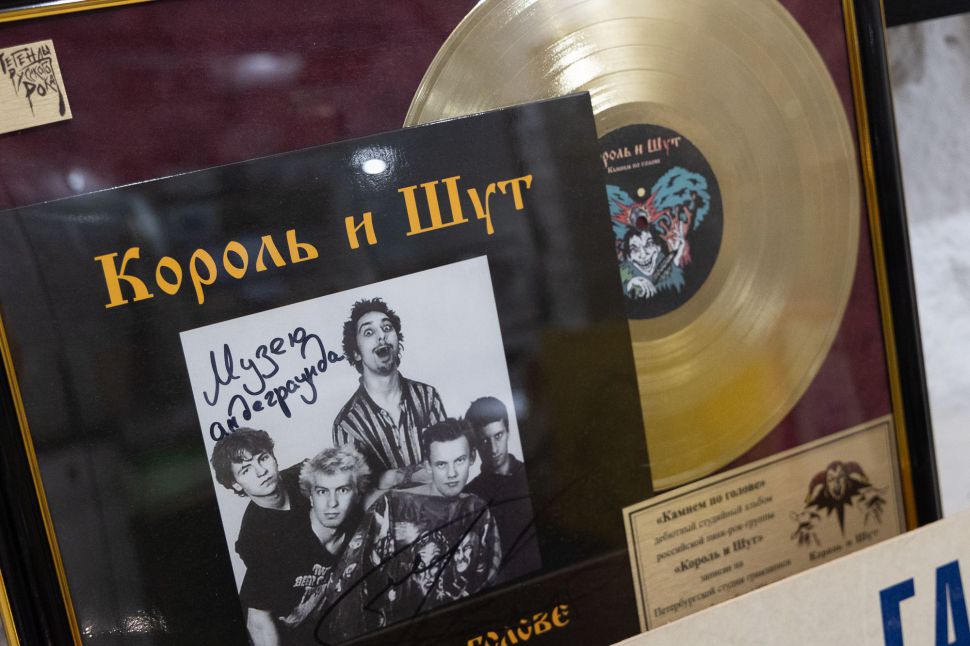 Легенды
русского
рока
Король и Шут
Камнем по голове
Король и Шут
Музею
андеграунда
голове
«Камнем по голове»
дебютный студийный альбом
российской панк-рок-группы
«Король и Шут»
записан на
Петербургской студии грамзаписи
Король и Шут
ГА